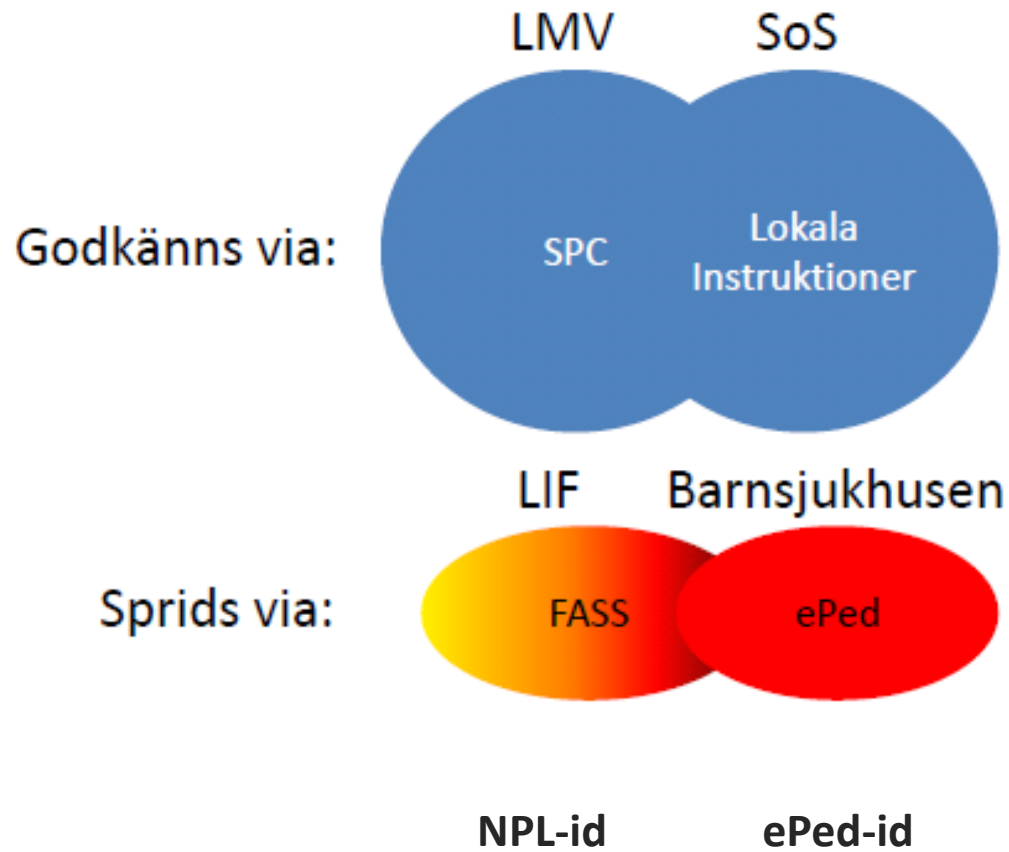 LMV SoS
Godkänns via:
SPC
Lokala
Instruktioner
LIF Barnsjukhusen
Sprids via:
FASS
ePed
NPL-id ePed-id